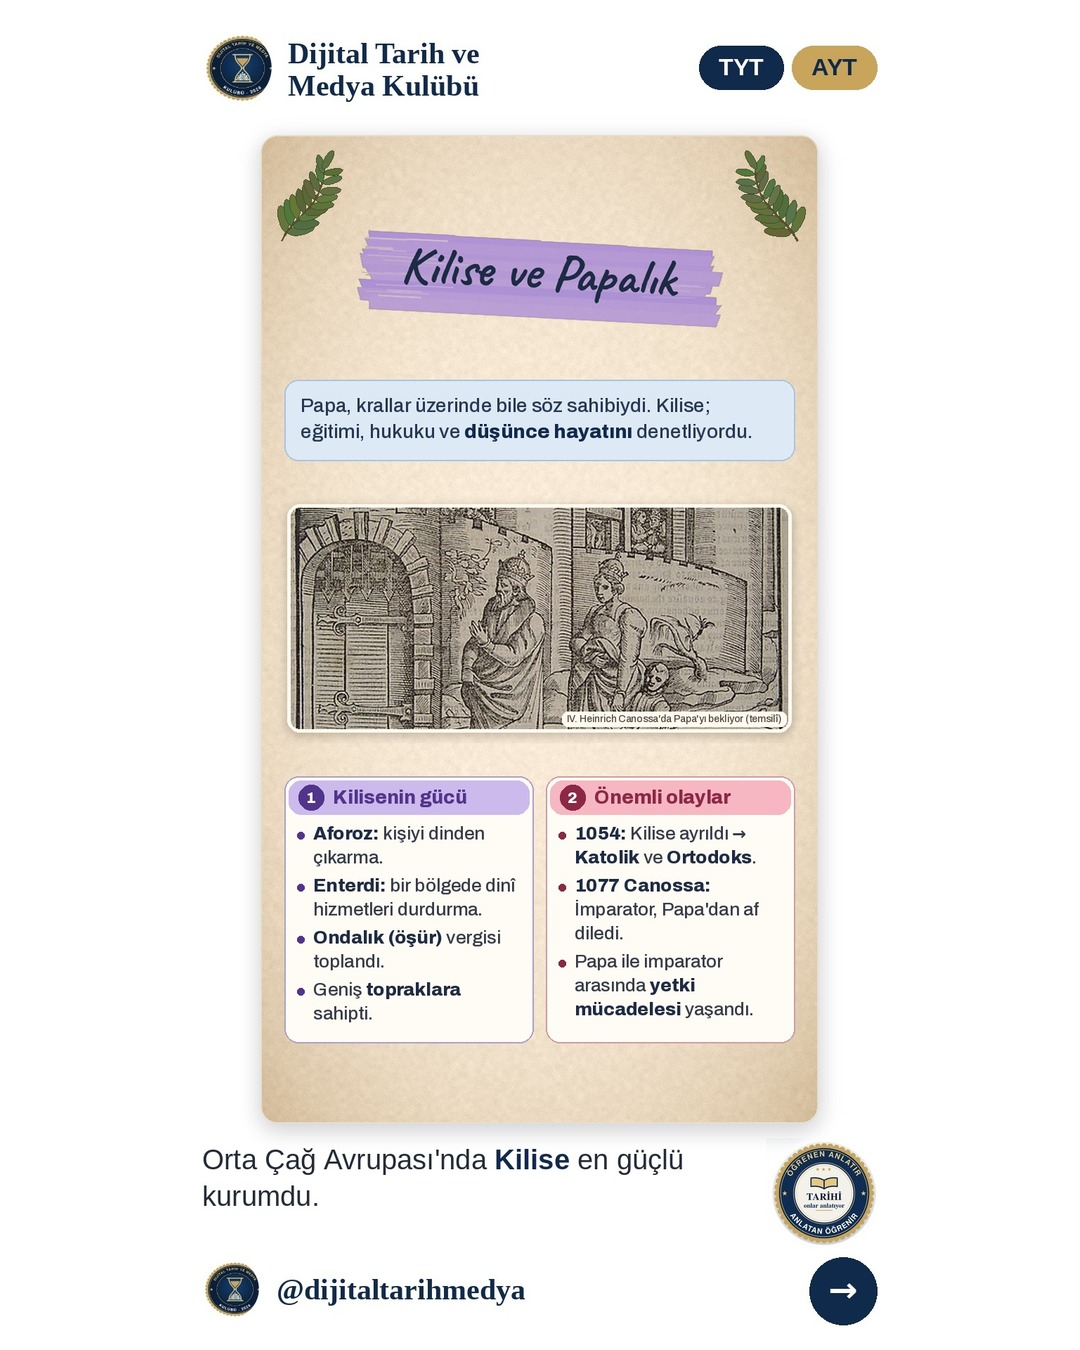 Dijital Tarih ve
Medya Kulübü
TYT
AYT
Kilise ve Papalık
Papa, krallar üzerinde bile söz sahibiydi. Kilise;
eğitimi, hukuku ve düşünce hayatını denetliyordu.
IV. Heinrich Canossa'da Papa'yı bekliyor (temsilî)
1 Kilisenin gücü
Aforoz: kişiyi dinden
çıkarma.
Enterdi: bir bölgede dinî
hizmetleri durdurma.
Ondalık (öşür) vergisi
toplandı.
Geniş topraklara
sahipti.
2 Önemli olaylar
1054: Kilise ayrıldı →
Katolik ve Ortodoks.
1077 Canossa:
İmparator, Papa'dan af
diledi.
Papa ile imparator
arasında yetki
mücadelesi yaşandı.
Orta Çağ Avrupası'nda Kilise en güçlü
kurumdu.
ÖĞRENEN ANLATIR
TARİHİ
onlar anlatıyor
ANLATAN ÖĞRENİR
@dijitaltarihmedya
→